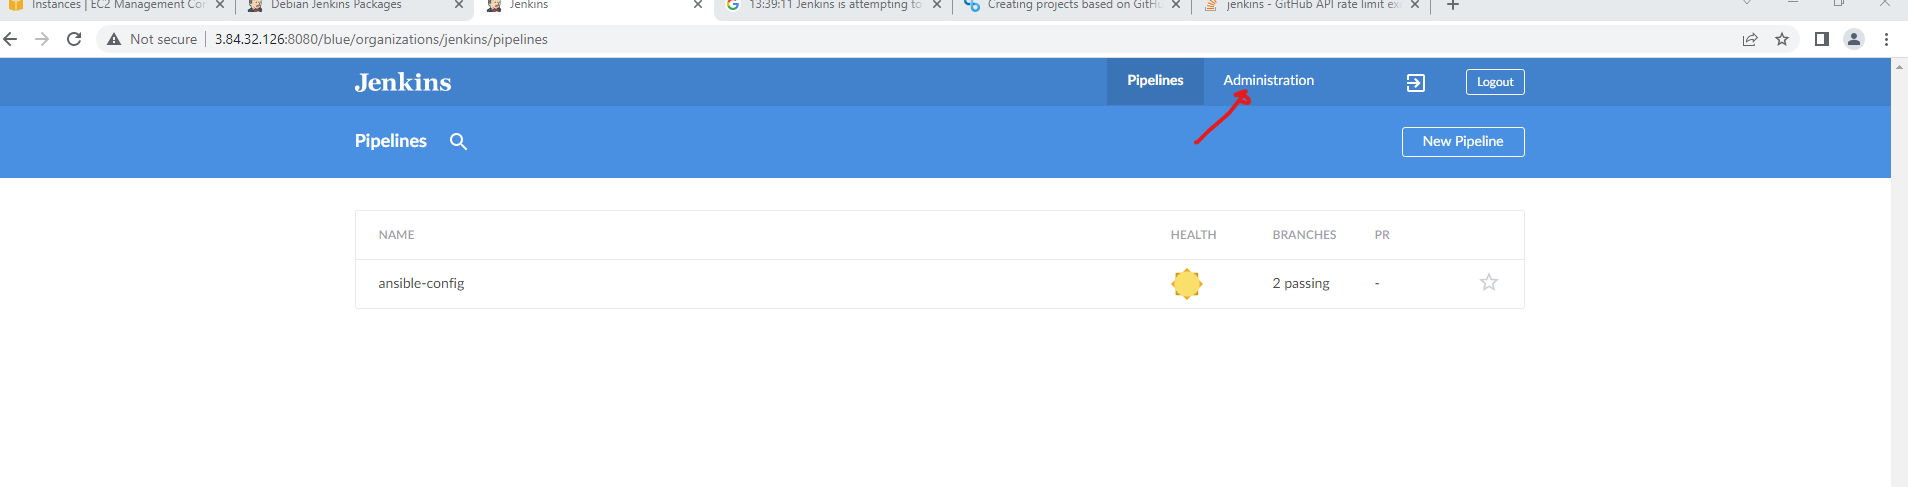 Instances | EC2 Management Con
Debian Jenkins Packages
Jenkins
13:39:11 Jenkins is attempting to
Creating projects based on GitHu
jenkins - GitHub API rate limit ex
Not secure 3.84.32.126:8080/blue/organizations/jenkins/pipelines
Jenkins Pipelines Administration Logout
Pipelines New Pipeline
NAME HEALTH BRANCHES PR
ansible-config 2 passing -